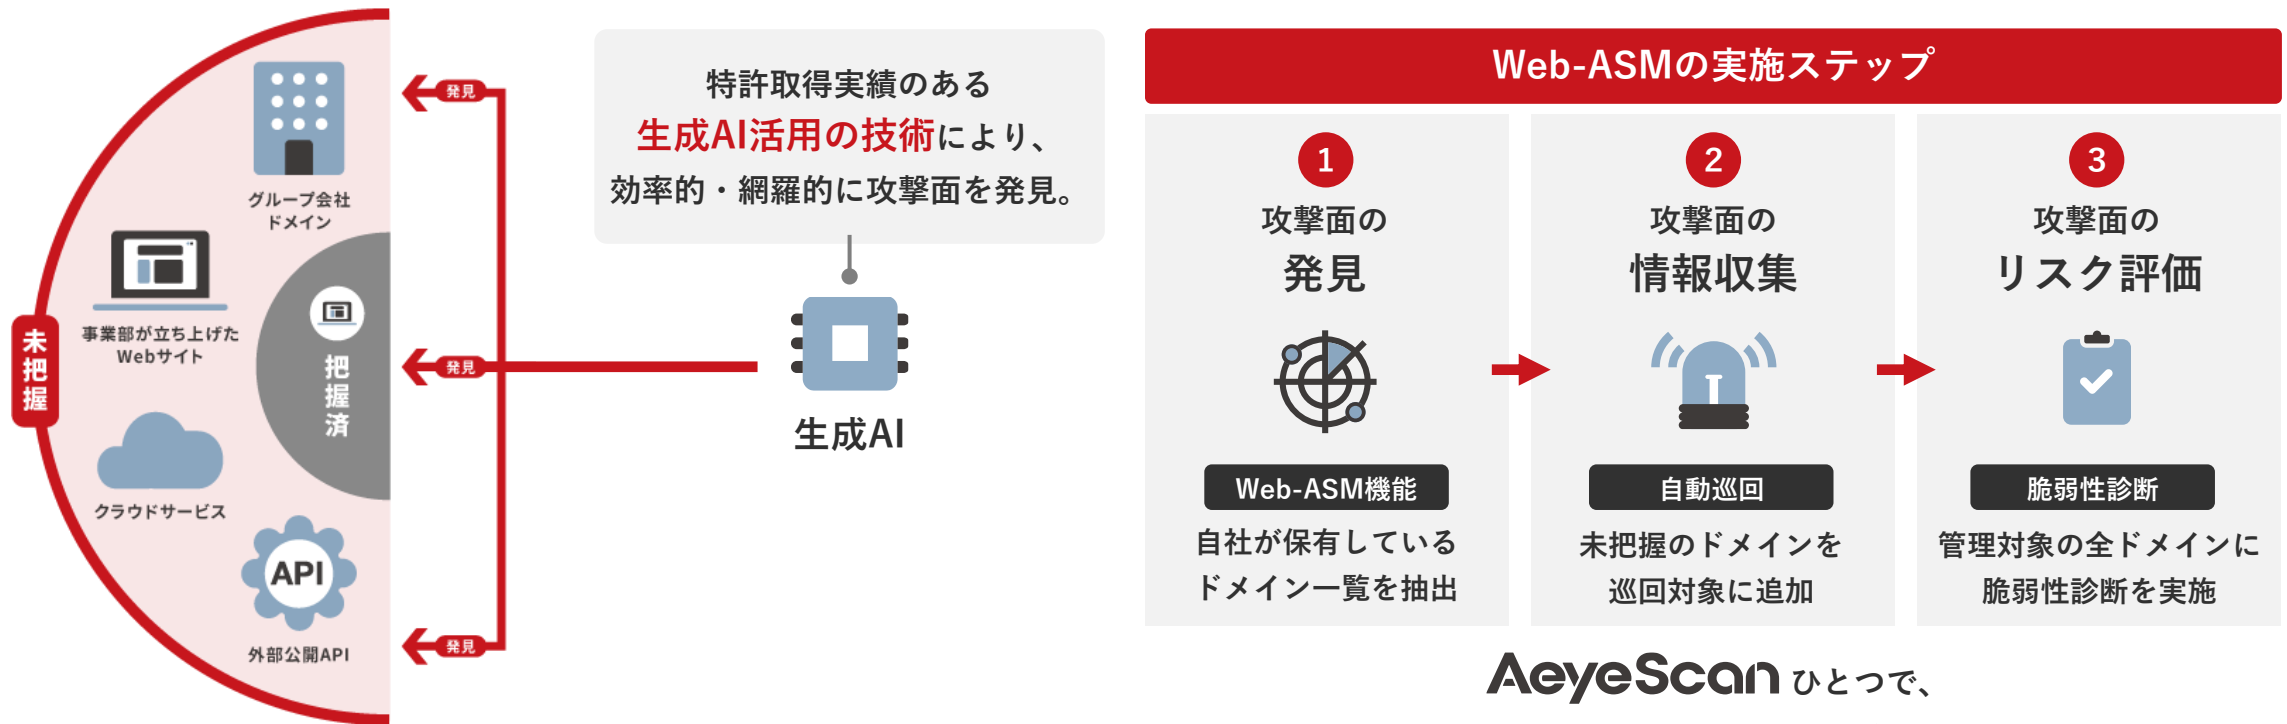 グループ会社
ドメイン
事業部が立ち上げた
Webサイト
クラウドサービス
API
外部公開API
未把握
把握済
発見
発見
発見
特許取得実績のある
生成AI活用の技術により、
効率的・網羅的に攻撃面を発見。
生成AI
Web-ASMの実施ステップ
1
攻撃面の
発見
Web-ASM機能
自社が保有している
ドメイン一覧を抽出
2
攻撃面の
情報収集
自動巡回
未把握のドメインを
巡回対象に追加
3
攻撃面の
リスク評価
脆弱性診断
管理対象の全ドメインに
脆弱性診断を実施
AeyeScan ひとつで、